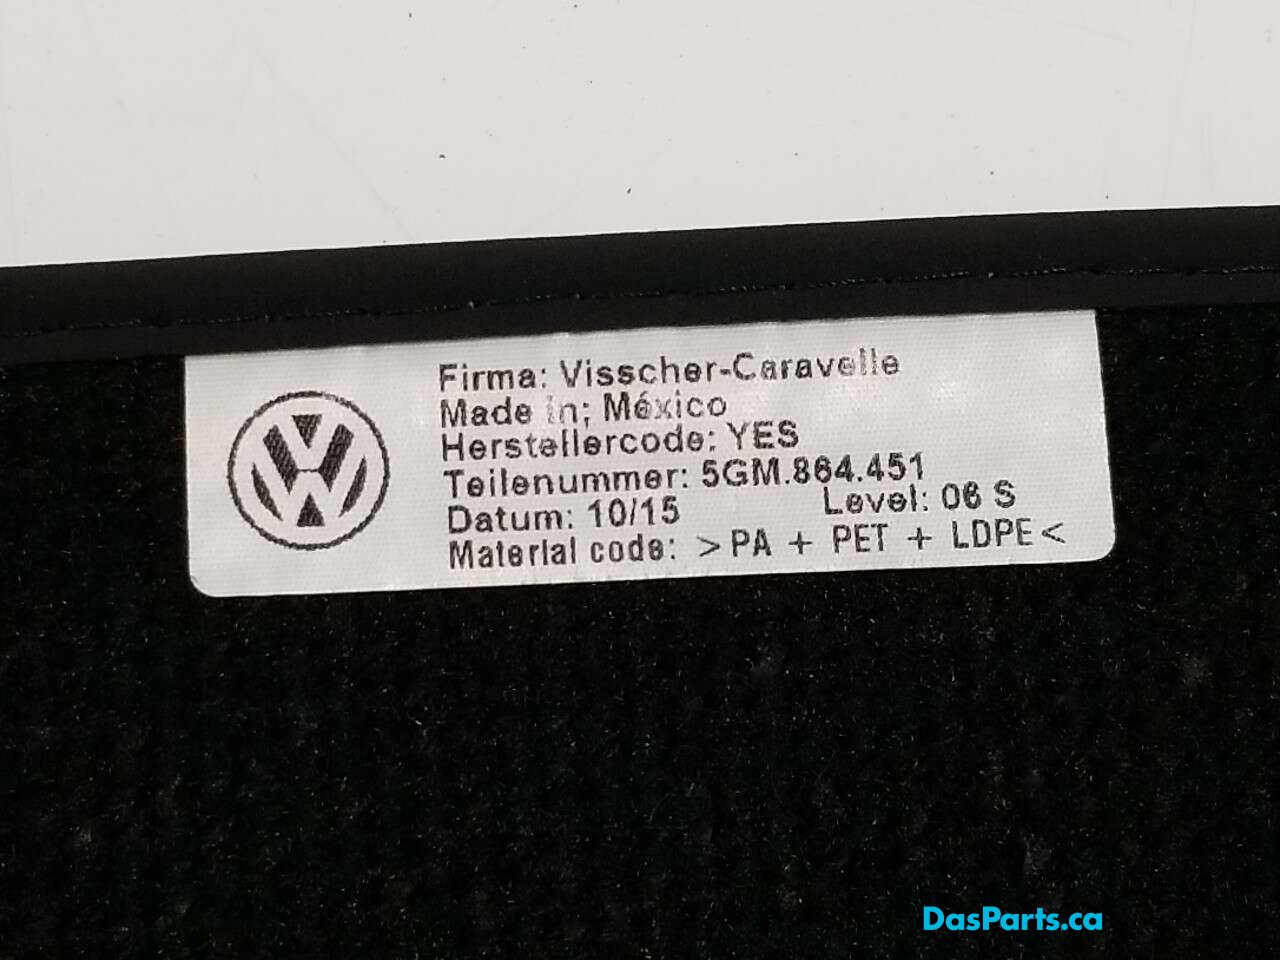 Firma: Visscher-Caravelle
Made in; México
Herstellercode: YES
Teilenummer: 5GM.864.451
Datum: 10/15 Level: 06 S
Material code: >PA + PET + LDPE<
DasParts.ca